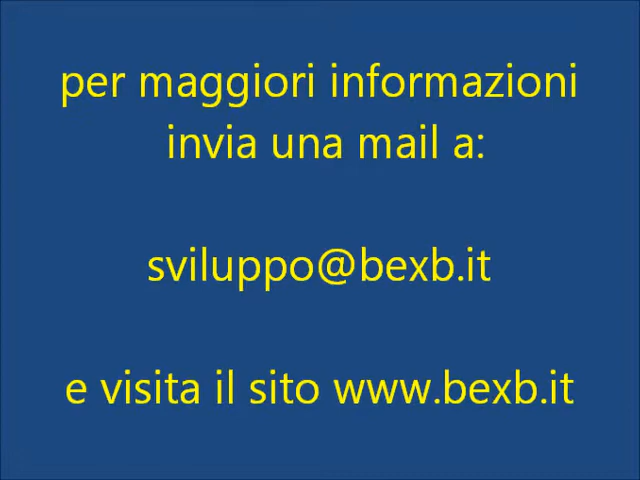 per maggiori informazioni
invia una mail a:
sviluppo@bexb.it
e visita il sito www.bexb.it